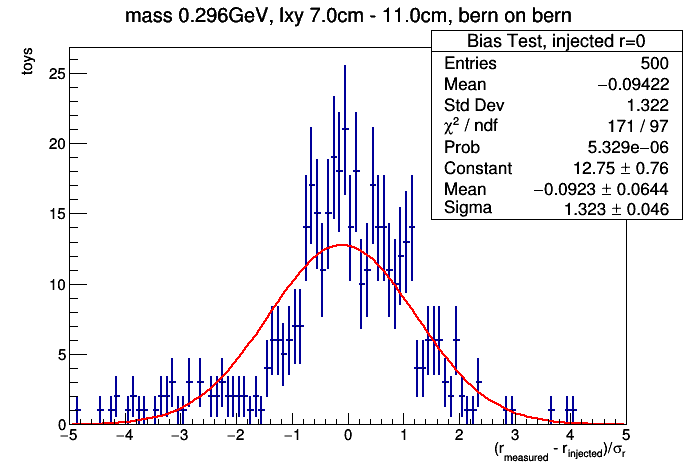 mass 0.296GeV, lxy 7.0cm - 11.0cm, bern on bern
toys
Bias Test, injected r=0
Entries 500
Mean −0.09422
Std Dev 1.322
χ² / ndf 171 / 97
Prob 5.329e−06
Constant 12.75 ± 0.76
Mean −0.0923 ± 0.0644
Sigma 1.323 ± 0.046
25
20
15
10
5
0
−5 −4 −3 −2 −1 0 1 2 3 4 5
(r_measured - r_injected)/σ_r